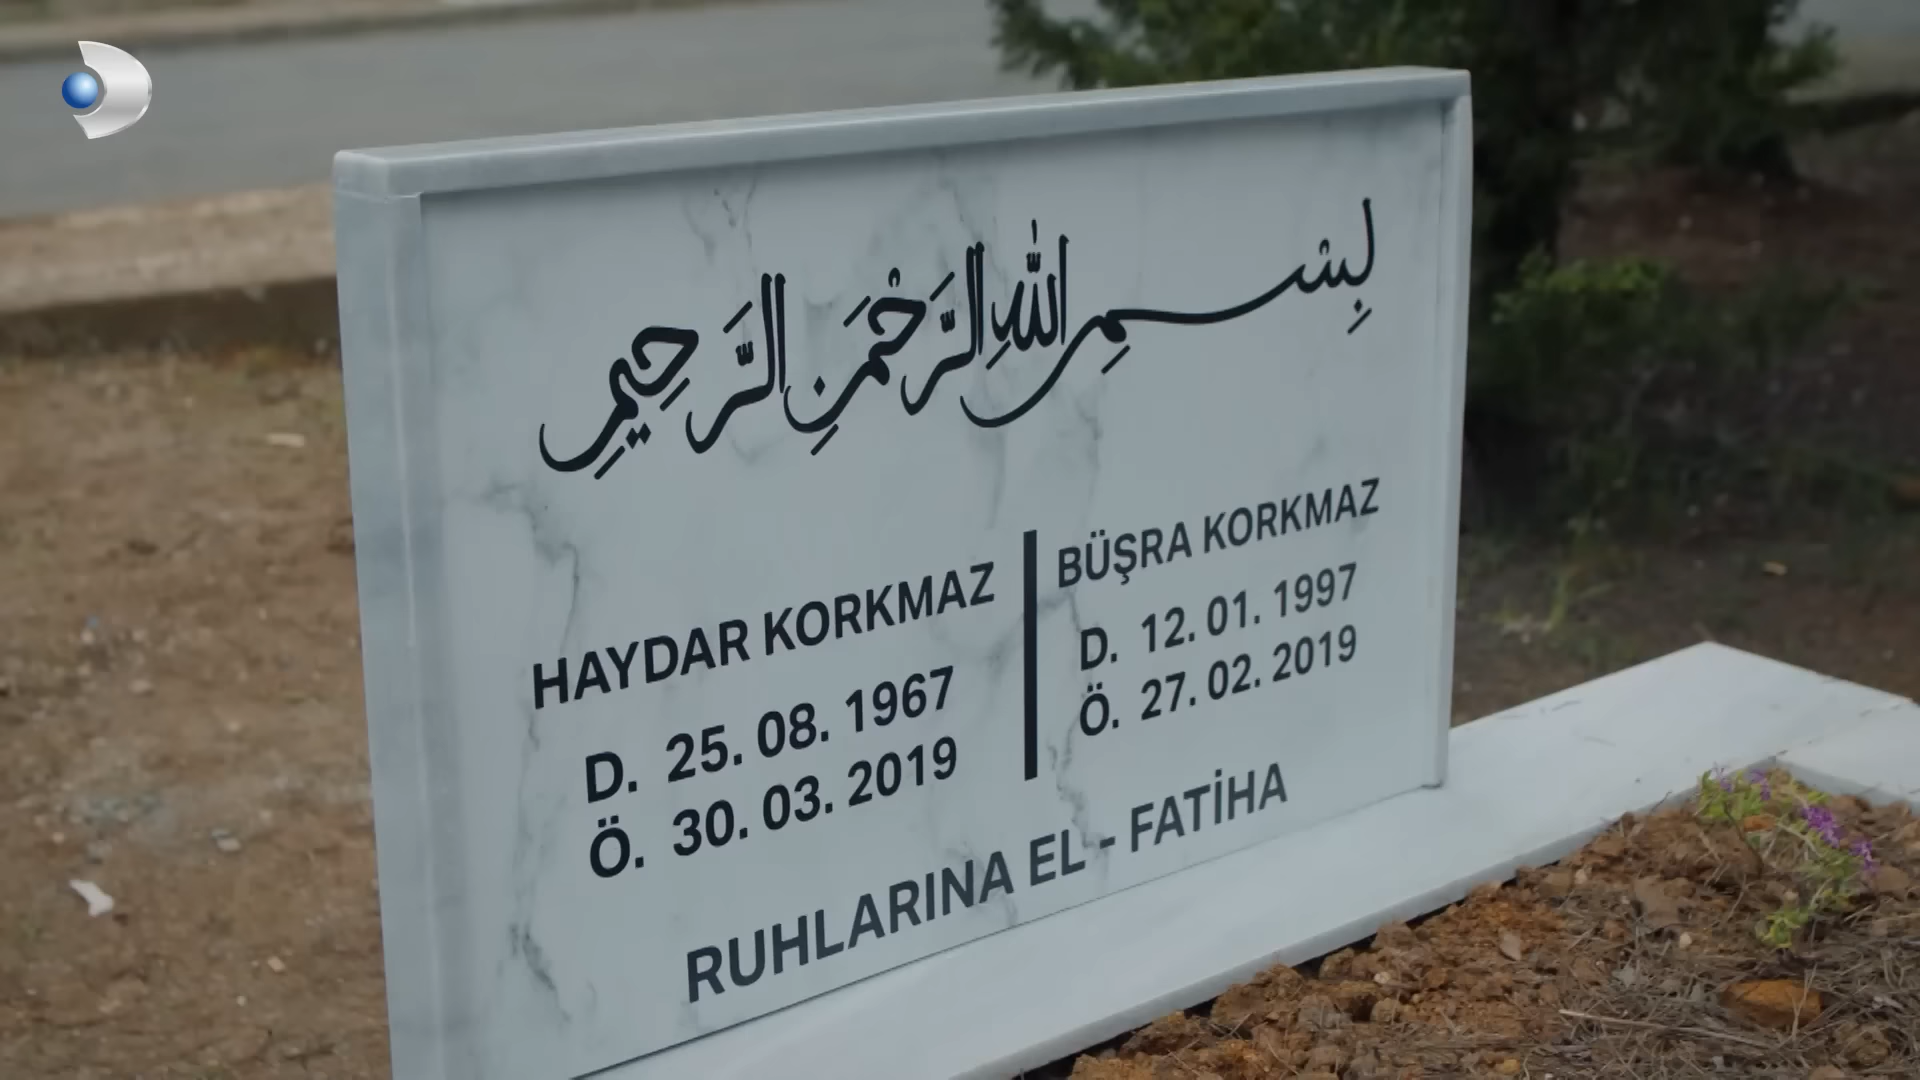 بِسْمِ اللهِ الرَّحْمٰنِ الرَّحِيمِ
HAYDAR KORKMAZ
D. 25. 08. 1967
Ö. 30. 03. 2019
BÜŞRA KORKMAZ
D. 12. 01. 1997
Ö. 27. 02. 2019
RUHLARINA EL - FATİHA